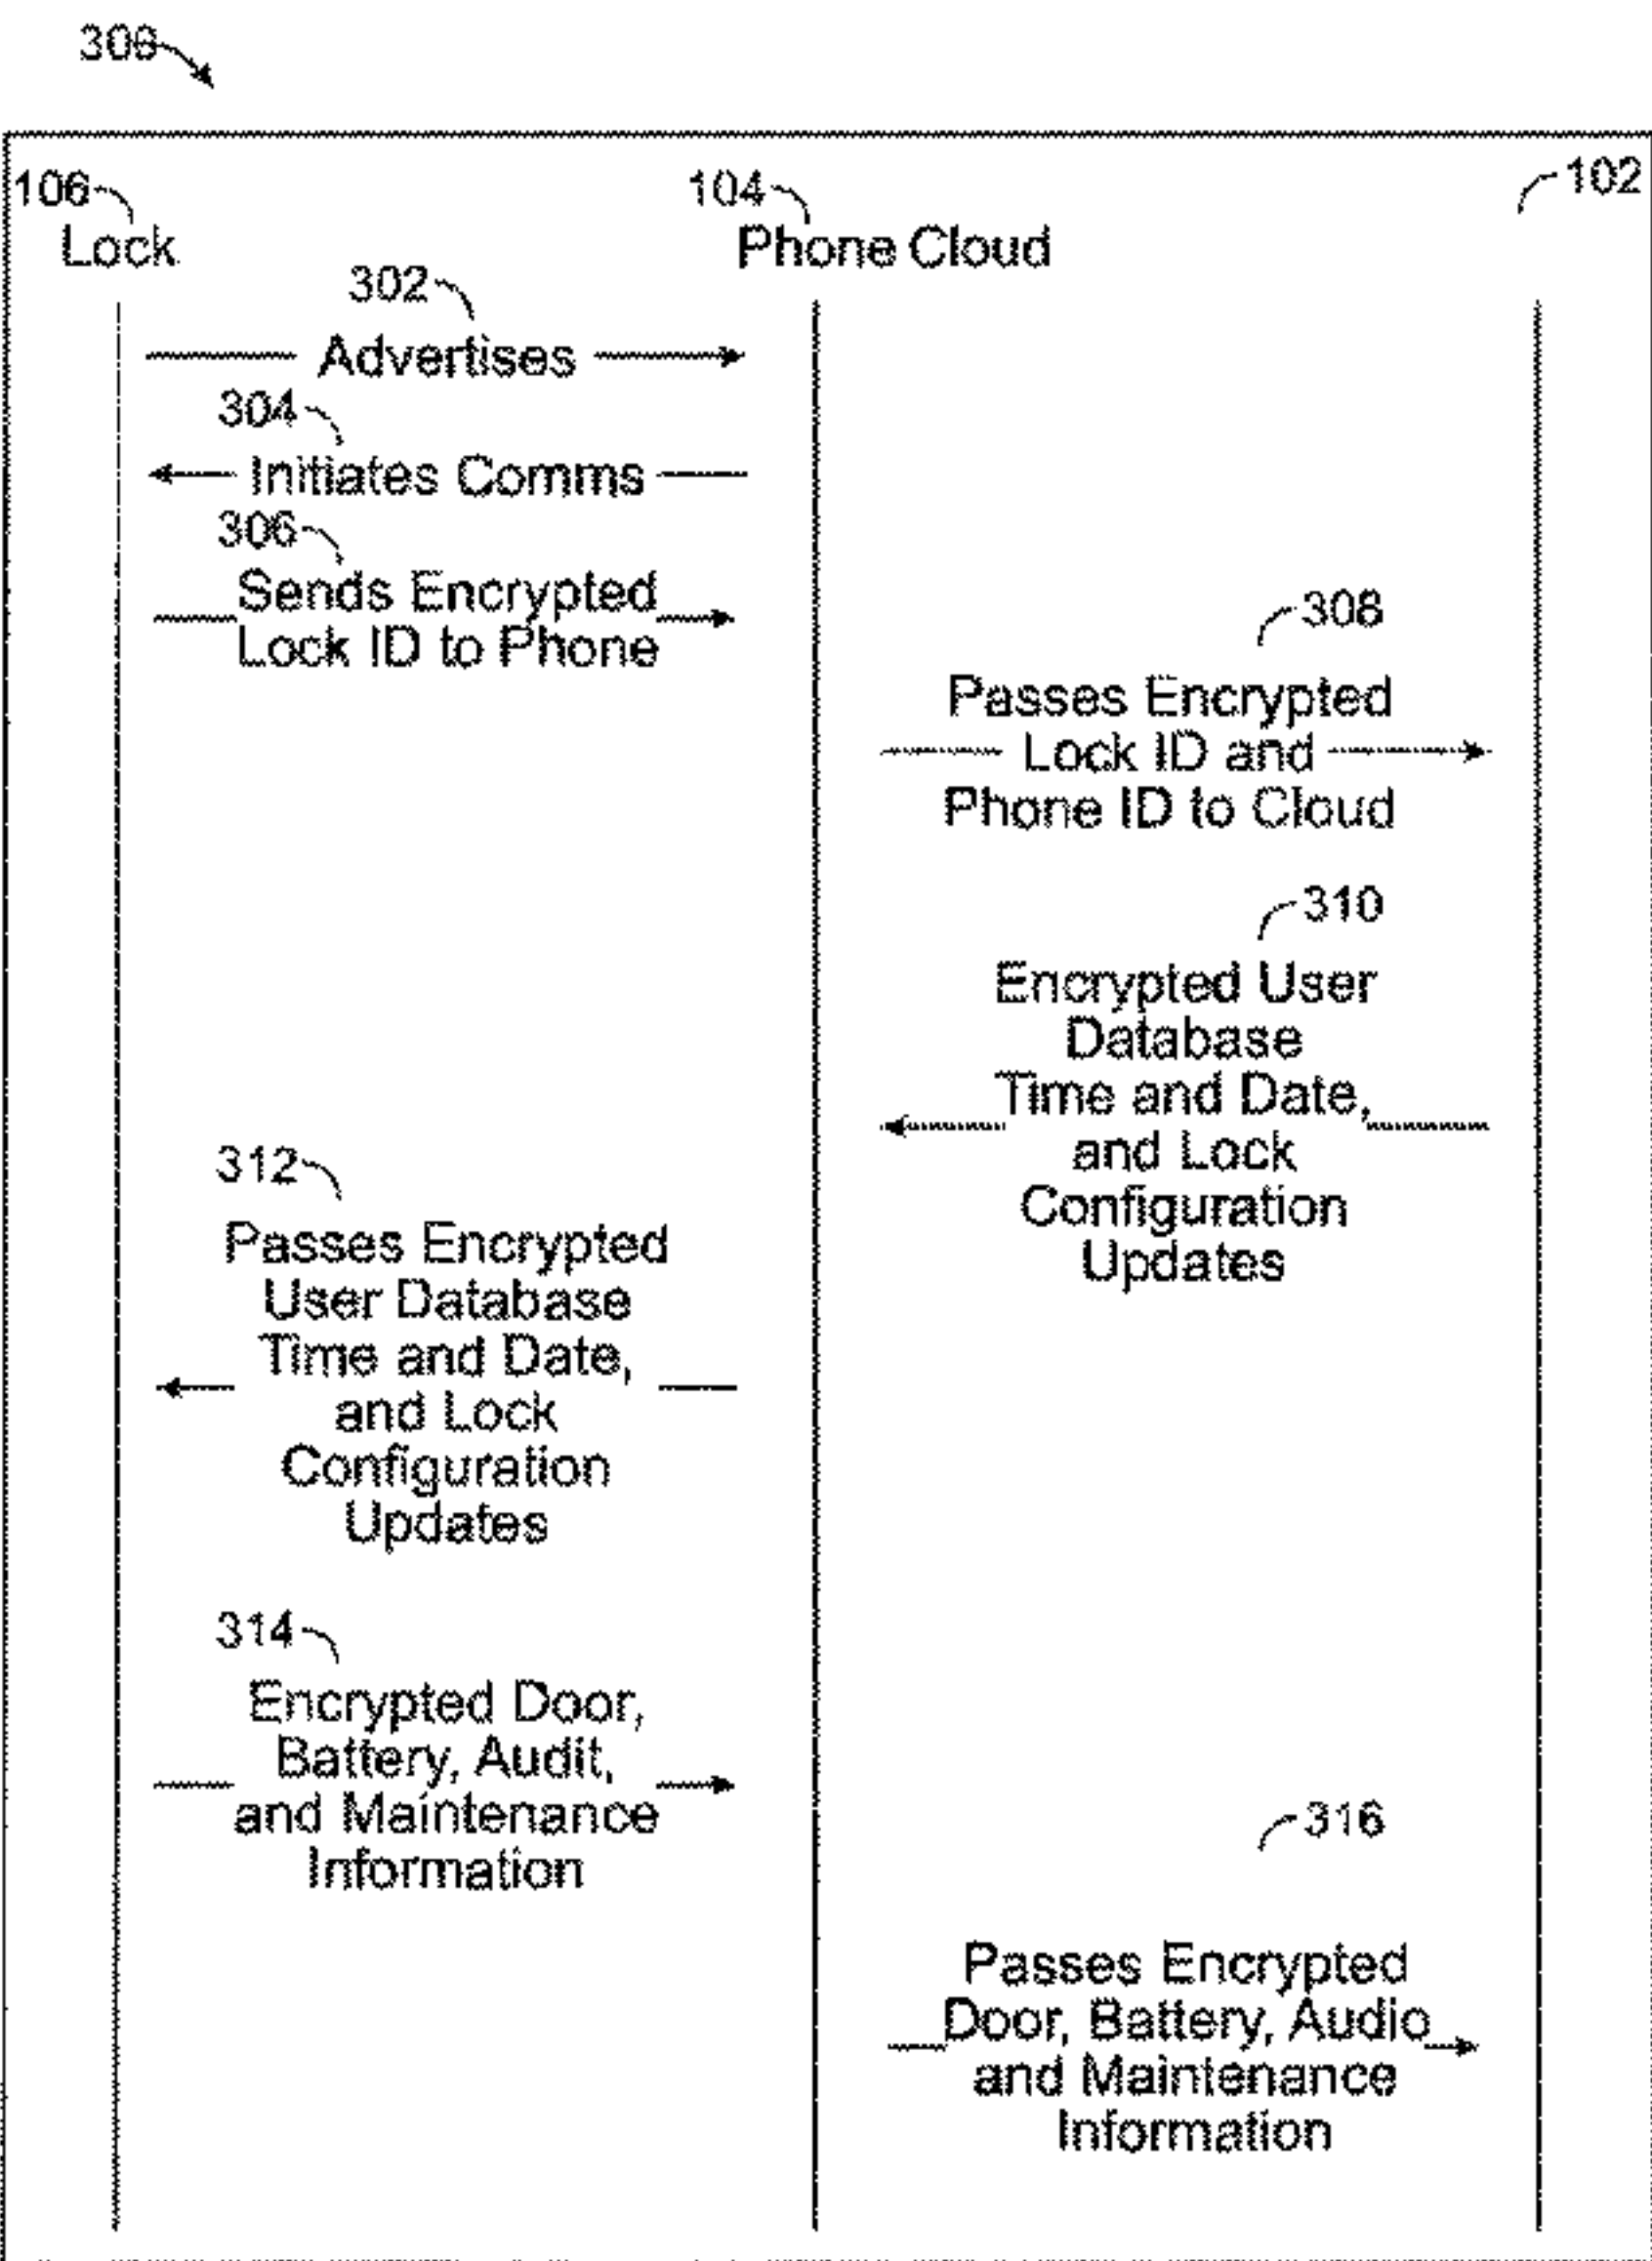 300
106
104
102
Lock
Phone Cloud
302
Advertises
304
Initiates Comms
306
Sends Encrypted
Lock ID to Phone
308
Passes Encrypted
Lock ID and
Phone ID to Cloud
310
Encrypted User
Database
Time and Date,
and Lock
Configuration
Updates
312
Passes Encrypted
User Database
Time and Date,
and Lock
Configuration
Updates
314
Encrypted Door,
Battery, Audit,
and Maintenance
Information
316
Passes Encrypted
Door, Battery, Audio
and Maintenance
Information